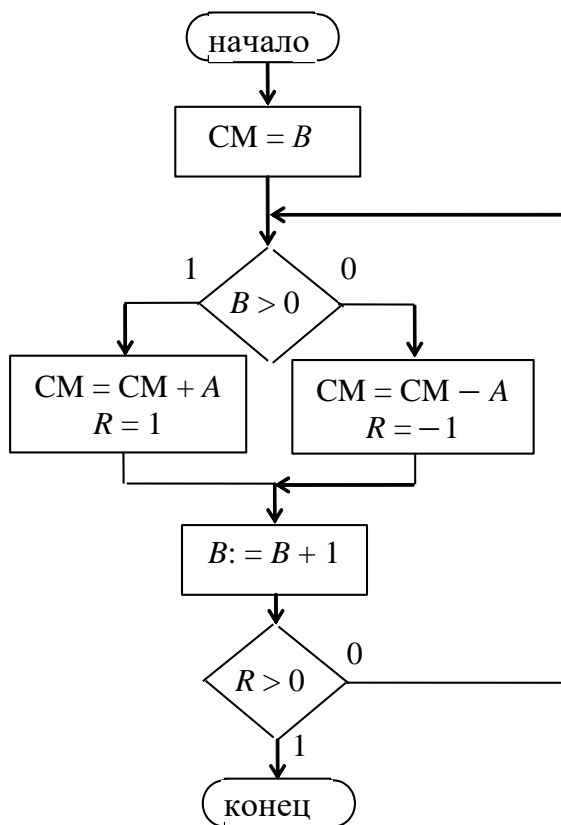 начало
СМ = B
1
0
B > 0
СМ = СМ + A
R = 1
СМ = СМ − A
R = −1
B: = B + 1
R > 0
0
1
конец